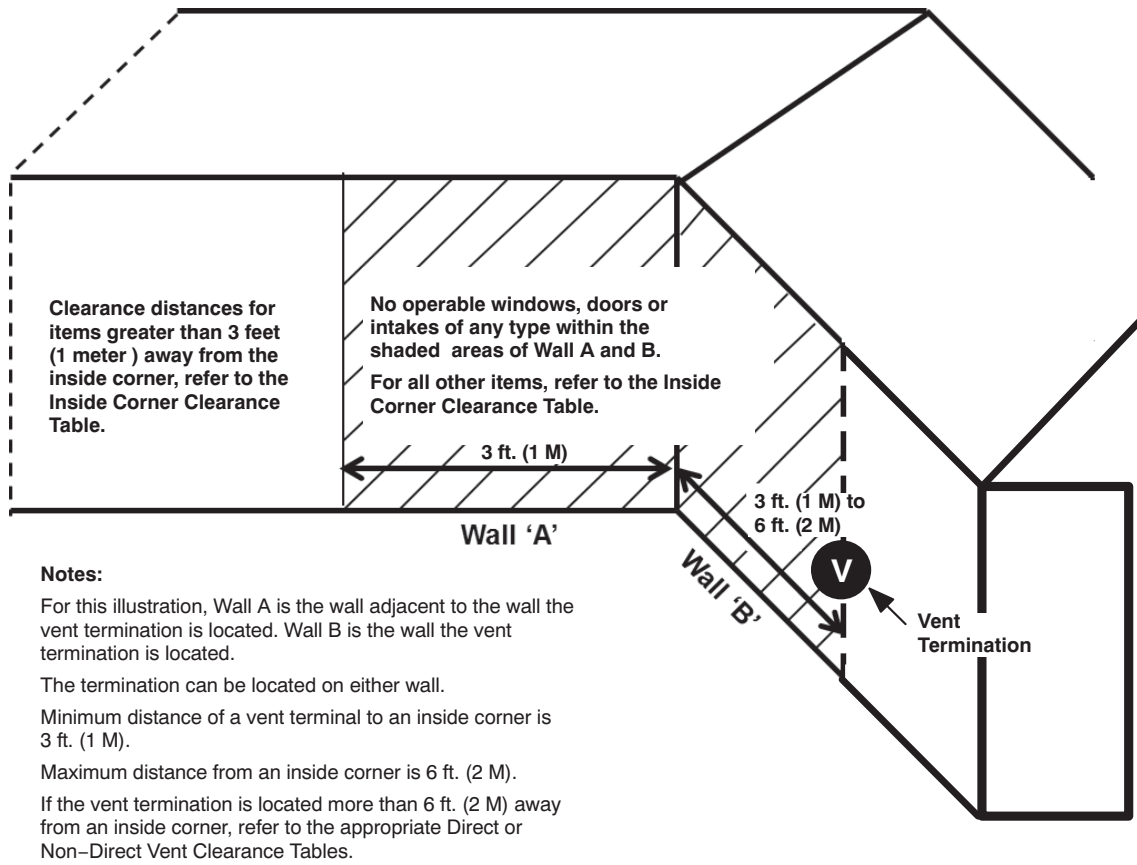 Clearance distances for
items greater than 3 feet
(1 meter ) away from the
inside corner, refer to the
Inside Corner Clearance
Table.
No operable windows, doors or
intakes of any type within the
shaded areas of Wall A and B.
For all other items, refer to the Inside
Corner Clearance Table.
3 ft. (1 M)
3 ft. (1 M) to
6 ft. (2 M)
Wall ‘A’
Wall ‘B’
V
Vent
Termination
Notes:
For this illustration, Wall A is the wall adjacent to the wall the
vent termination is located. Wall B is the wall the vent
termination is located.
The termination can be located on either wall.
Minimum distance of a vent terminal to an inside corner is
3 ft. (1 M).
Maximum distance from an inside corner is 6 ft. (2 M).
If the vent termination is located more than 6 ft. (2 M) away
from an inside corner, refer to the appropriate Direct or
Non−Direct Vent Clearance Tables.